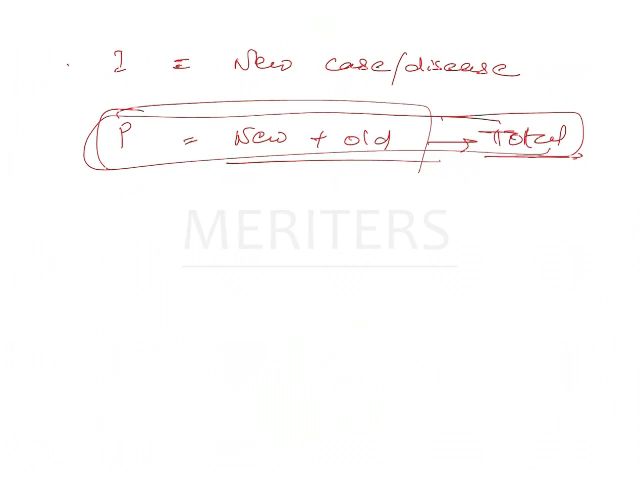 I = New case/disease
P = New + old → Total
MERITERS